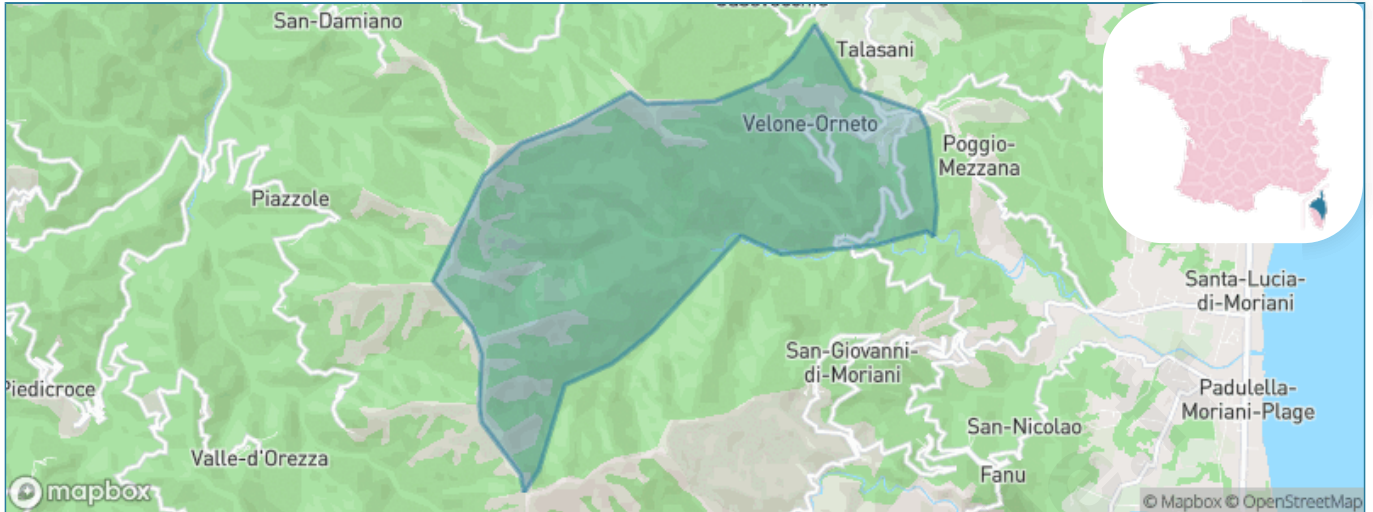 San-Damiano
Talasani
Velone-Orneto
Poggio-
Mezzana
Piazzole
Santa-Lucia-
di-Moriani
San-Giovanni-
di-Moriani
Piedicroce
Padulella-
Moriani-Plage
San-Nicolao
Valle-d'Orezza
Fanu
mapbox
© Mapbox © OpenStreetMap